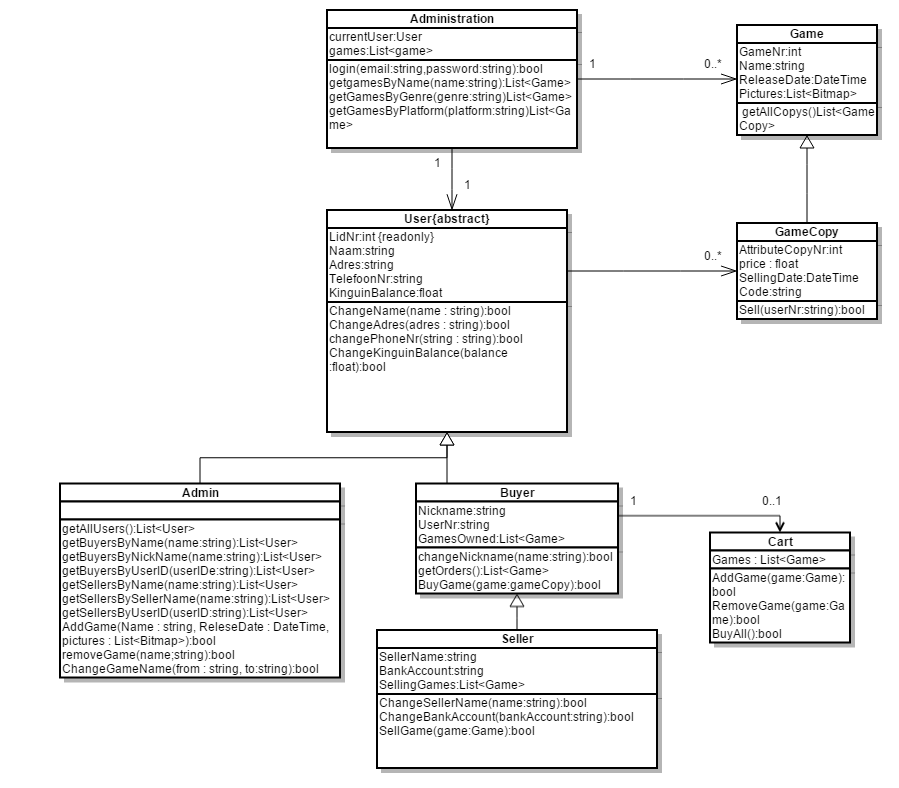 Administration
currentUser:User
games:List<game>
login(email:string,password:string):bool
getgamesByName(name:string):List<Game>
getGamesByGenre(genre:string)List<Game>
getGamesByPlatform(platform:string)List<Ga
me>
1
0..*
Game
GameNr:int
Name:string
ReleaseDate:DateTime
Pictures:List<Bitmap>
getAllCopys()List<Game
Copy>
1
1
User{abstract}
LidNr:int {readonly}
Naam:string
Adres:string
TelefoonNr:string
KinguinBalance:float
ChangeName(name : string):bool
ChangeAdres(adres : string):bool
changePhoneNr(string : string):bool
ChangeKinguinBalance(balance
:float):bool
0..*
GameCopy
AttributeCopyNr:int
price : float
SellingDate:DateTime
Code:string
Sell(userNr:string):bool
Admin
getAllUsers():List<User>
getBuyersByName(name:string):List<User>
getBuyersByNickName(name:string):List<User>
getBuyersByUserID(userIDe:string):List<User>
getSellersByName(name:string):List<User>
getSellersBySellerName(name:string):List<User>
getSellersByUserID(userID:string):List<User>
AddGame(Name : string, ReleseDate : DateTime,
pictures : List<Bitmap>):bool
removeGame(name;string):bool
ChangeGameName(from : string, to:string):bool
Buyer
Nickname:string
UserNr:string
GamesOwned:List<Game>
changeNickname(name:string):bool
getOrders():List<Game>
BuyGame(game:gameCopy):bool
1
0..1
Cart
Games : List<Game>
AddGame(game:Game):
bool
RemoveGame(game:Ga
me):bool
BuyAll():bool
Seller
SellerName:string
BankAccount:string
SellingGames:List<Game>
ChangeSellerName(name:string):bool
ChangeBankAccount(bankAccount:string):bool
SellGame(game:Game):bool